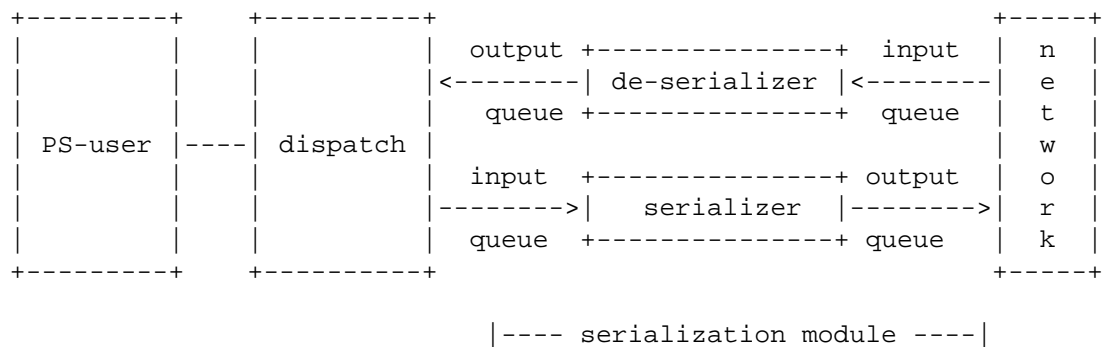 output input n
de-serializer e
queue queue t
PS-user dispatch w
input output o
serializer r
queue queue k
|---- serialization module ----|